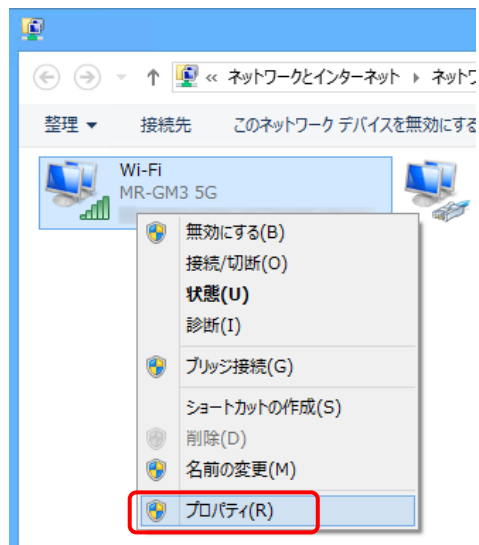 « ネットワークとインターネット ▸ ネットワ
整理 ▼ 接続先 このネットワーク デバイスを無効にする
Wi-Fi
MR-GM3 5G
無効にする(B)
接続/切断(O)
状態(U)
診断(I)
ブリッジ接続(G)
ショートカットの作成(S)
削除(D)
名前の変更(M)
プロパティ(R)